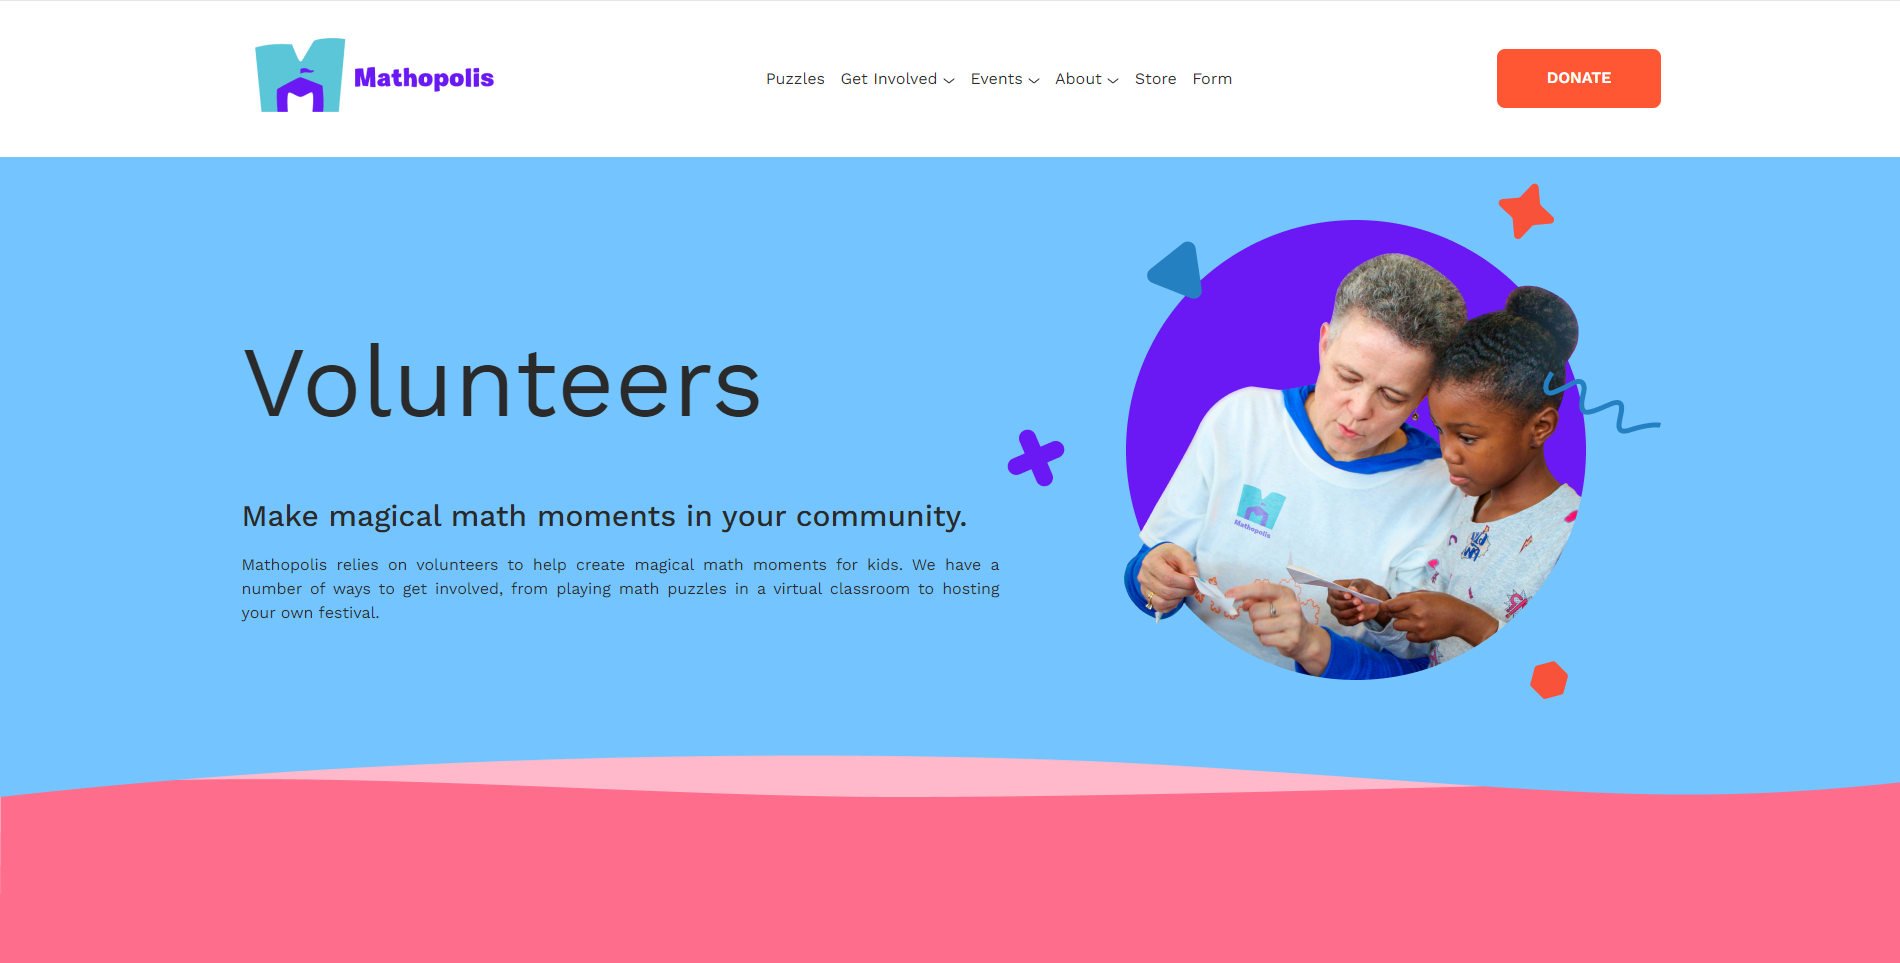 Mathopolis
Puzzles Get Involved Events About Store Form
DONATE
Volunteers
Make magical math moments in your community.
Mathopolis relies on volunteers to help create magical math moments for kids. We have a
number of ways to get involved, from playing math puzzles in a virtual classroom to hosting
your own festival.
Mathopolis